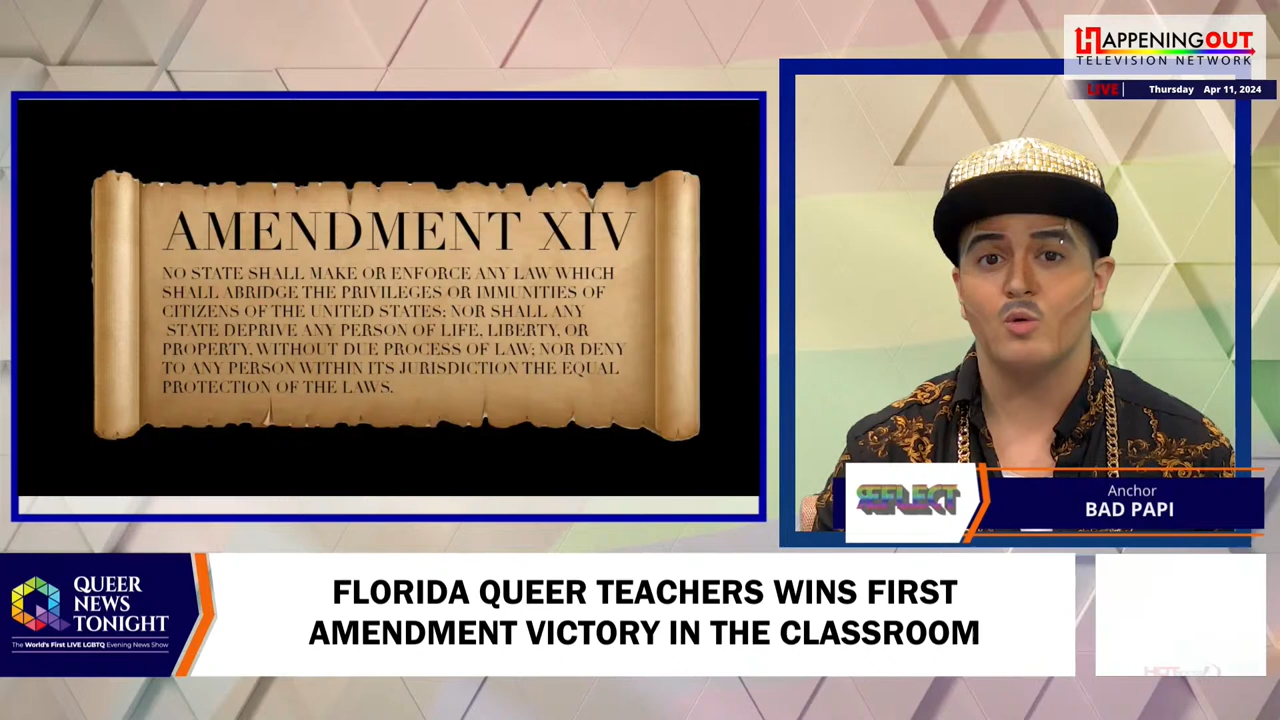 HAPPENINGOUT
TELEVISION NETWORK
LIVE Thursday Apr 11, 2024
AMENDMENT XIV
NO STATE SHALL MAKE OR ENFORCE ANY LAW WHICH
SHALL ABRIDGE THE PRIVILEGES OR IMMUNITIES OF
CITIZENS OF THE UNITED STATES; NOR SHALL ANY
STATE DEPRIVE ANY PERSON OF LIFE, LIBERTY, OR
PROPERTY, WITHOUT DUE PROCESS OF LAW; NOR DENY
TO ANY PERSON WITHIN ITS JURISDICTION THE EQUAL
PROTECTION OF THE LAWS.
REFLECT
Anchor
BAD PAPI
QUEER
NEWS
TONIGHT
The World's First LIVE LGBTQ Evening News Show
FLORIDA QUEER TEACHERS WINS FIRST
AMENDMENT VICTORY IN THE CLASSROOM